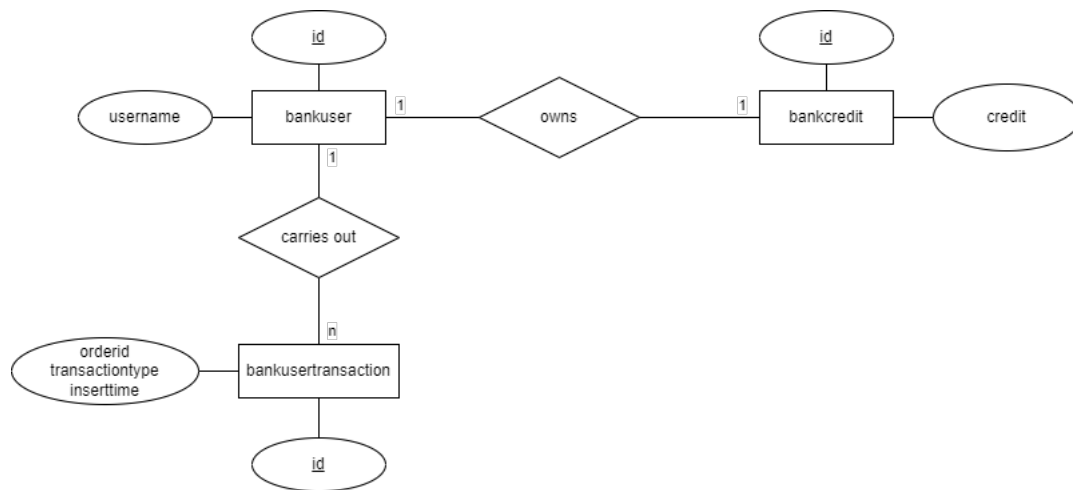 id
id
username
bankuser
1
owns
1
bankcredit
credit
1
carries out
n
orderid
transactiontype
inserttime
bankusertransaction
id